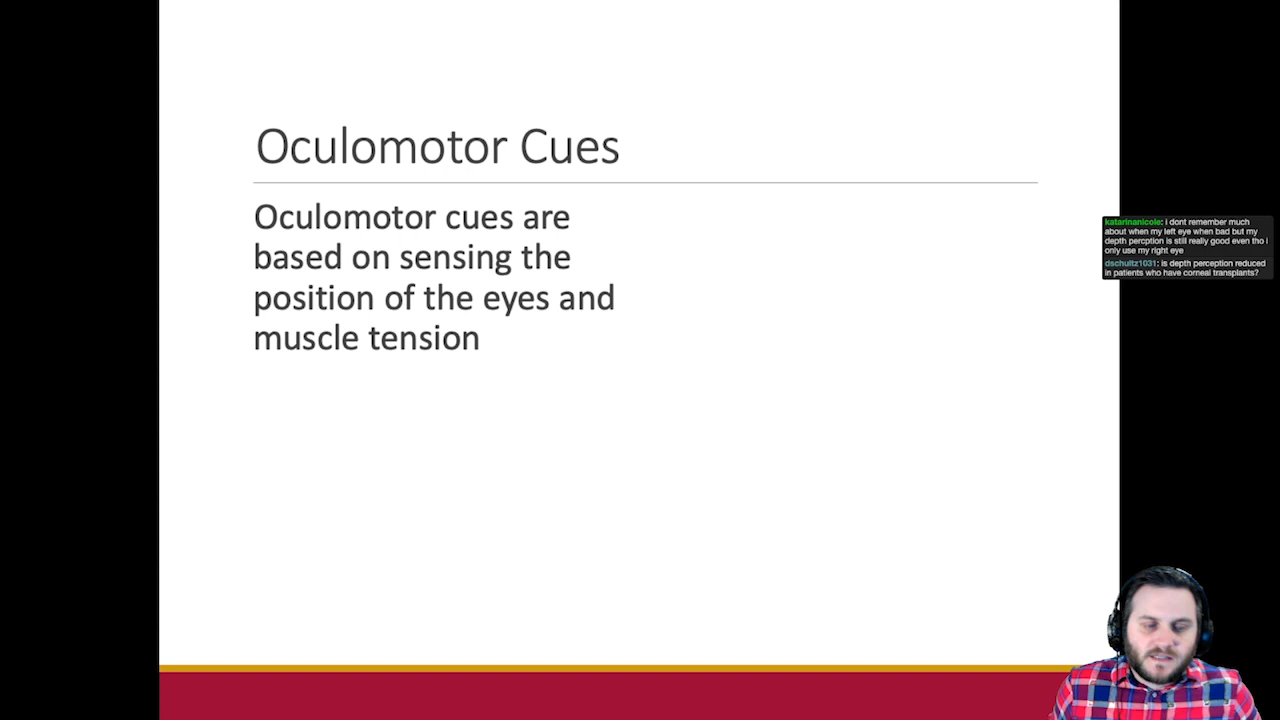 Oculomotor Cues
Oculomotor cues are
based on sensing the
position of the eyes and
muscle tension
katarinanicole: i dont remember much
about when my left eye when bad but my
depth percption is still really good even tho i
only use my right eye
dschultz1031: is depth perception reduced
in patients who have corneal transplants?